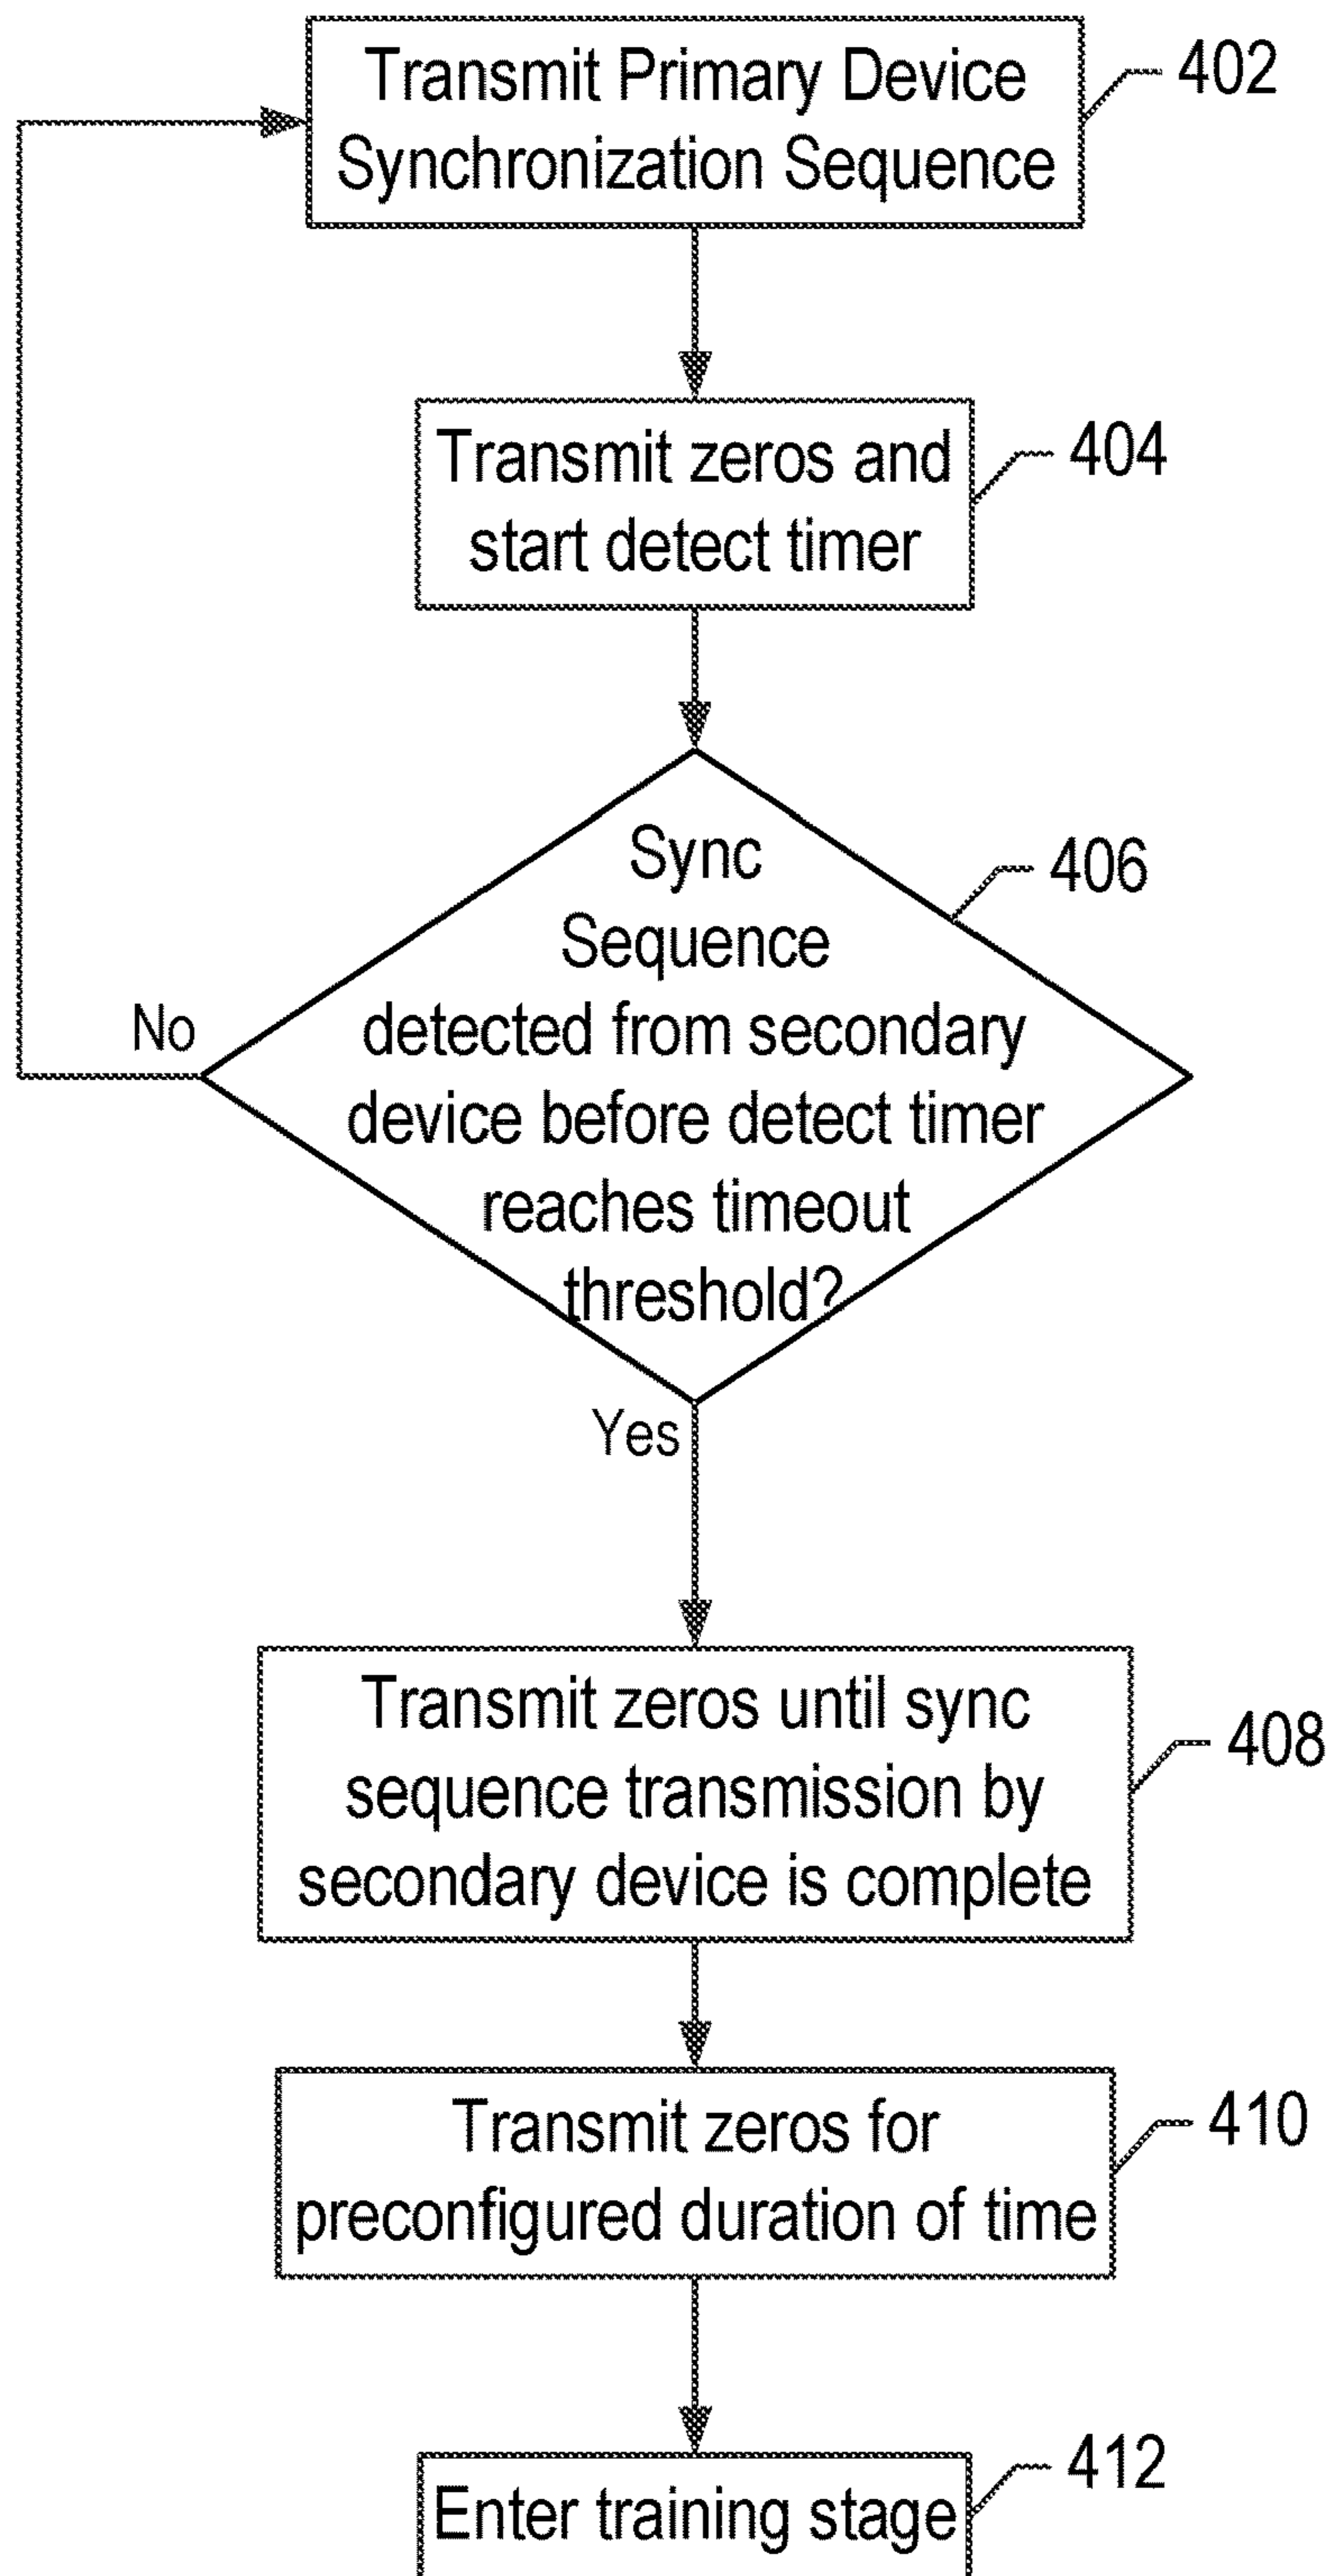 Transmit Primary Device
Synchronization Sequence
402
Transmit zeros and
start detect timer
404
Sync
Sequence
detected from secondary
device before detect timer
reaches timeout
threshold?
406
No
Yes
Transmit zeros until sync
sequence transmission by
secondary device is complete
408
Transmit zeros for
preconfigured duration of time
410
Enter training stage
412